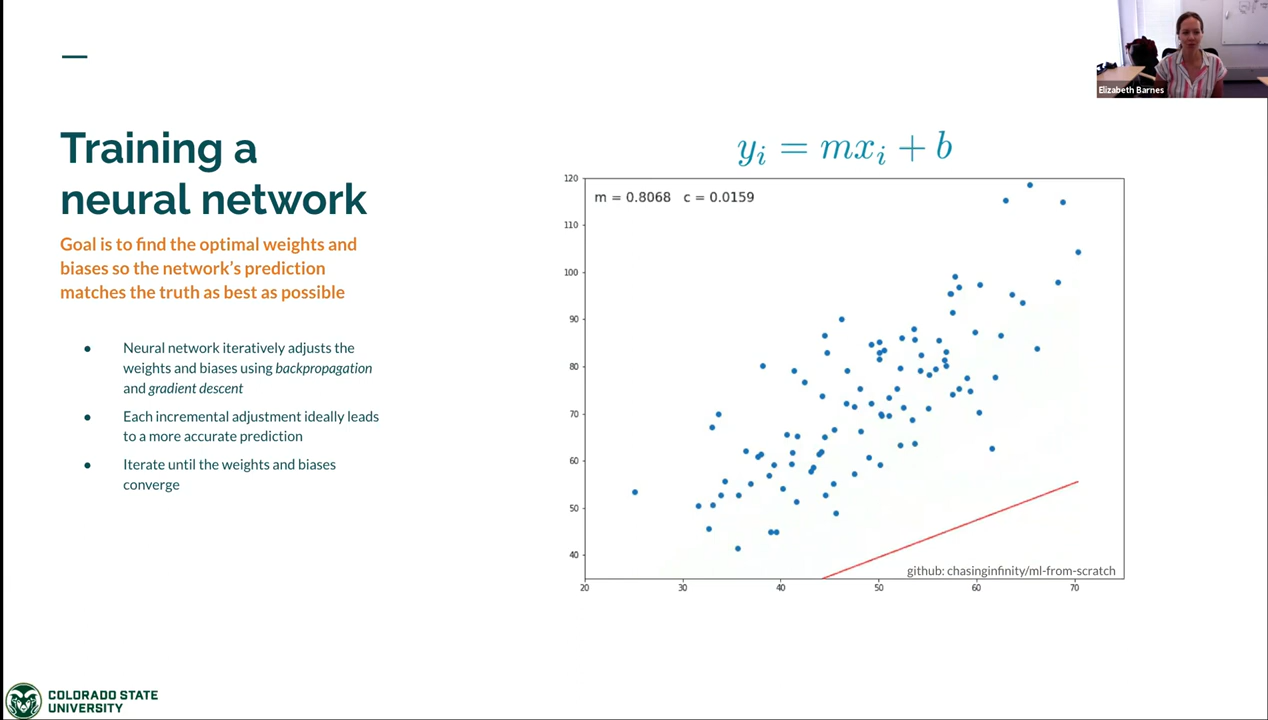 Elizabeth Barnes
Training a
neural network
Goal is to find the optimal weights and
biases so the network's prediction
matches the truth as best as possible
● Neural network iteratively adjusts the
weights and biases using backpropagation
and gradient descent
● Each incremental adjustment ideally leads
to a more accurate prediction
● Iterate until the weights and biases
converge
y_i = mx_i + b
m = 0.8068 c = 0.0159
120
110
100
90
80
70
60
50
40
github: chasinginfinity/ml-from-scratch
20 30 40 50 60 70
COLORADO STATE
UNIVERSITY